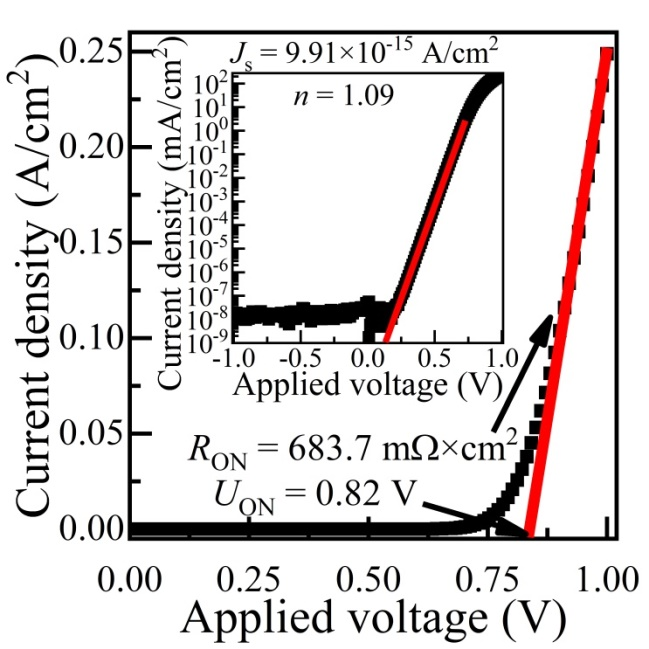 Current density (A/cm²)
0.25
0.20
0.15
0.10
0.05
0.00
0.00 0.25 0.50 0.75 1.00
Applied voltage (V)
Jₛ = 9.91×10⁻¹⁵ A/cm²
n = 1.09
Current density (mA/cm²)
10²
10¹
10⁰
10⁻¹
10⁻²
10⁻³
10⁻⁴
10⁻⁵
10⁻⁶
10⁻⁷
10⁻⁸
10⁻⁹
-1.0 -0.5 0.0 0.5 1.0
Applied voltage (V)
R_ON = 683.7 mΩ×cm²
U_ON = 0.82 V